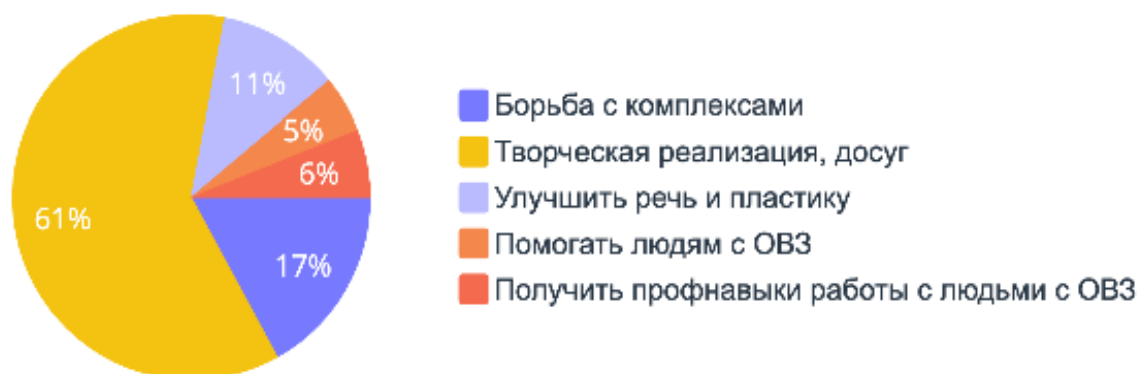 11%
5%
6%
61%
17%
Борьба с комплексами
Творческая реализация, досуг
Улучшить речь и пластику
Помогать людям с ОВЗ
Получить профнавыки работы с людьми с ОВЗ